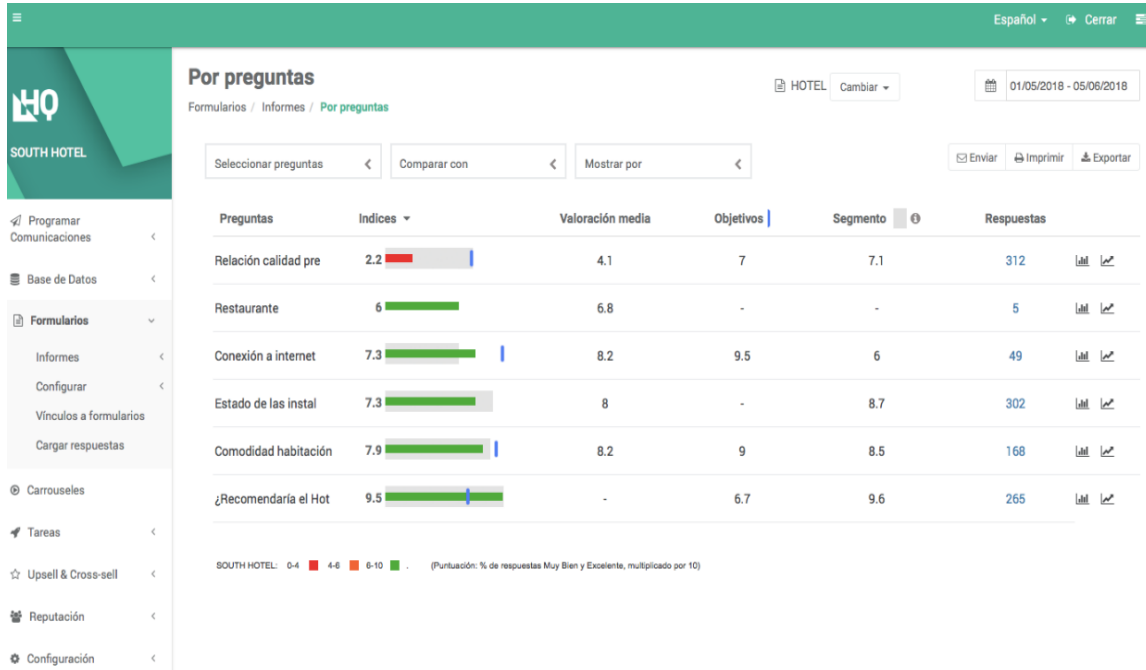 Español
Cerrar
HQ
SOUTH HOTEL
Programar
Comunicaciones
Base de Datos
Formularios
Informes
Configurar
Vínculos a formularios
Cargar respuestas
Carrouseles
Tareas
Upsell & Cross-sell
Reputación
Configuración
Por preguntas
Formularios / Informes / Por preguntas
HOTEL Cambiar
01/05/2018 - 05/06/2018
Seleccionar preguntas
Comparar con
Mostrar por
Enviar
Imprimir
Exportar
Preguntas Indices Valoración media Objetivos Segmento Respuestas
Relación calidad pre 2.2 4.1 7 7.1 312
Restaurante 6 6.8 - - 5
Conexión a internet 7.3 8.2 9.5 6 49
Estado de las instal 7.3 8 - 8.7 302
Comodidad habitación 7.9 8.2 9 8.5 168
¿Recomendaría el Hot 9.5 - 6.7 9.6 265
SOUTH HOTEL: 0-4 4-6 6-10 . (Puntuación: % de respuestas Muy Bien y Excelente, multiplicado por 10)